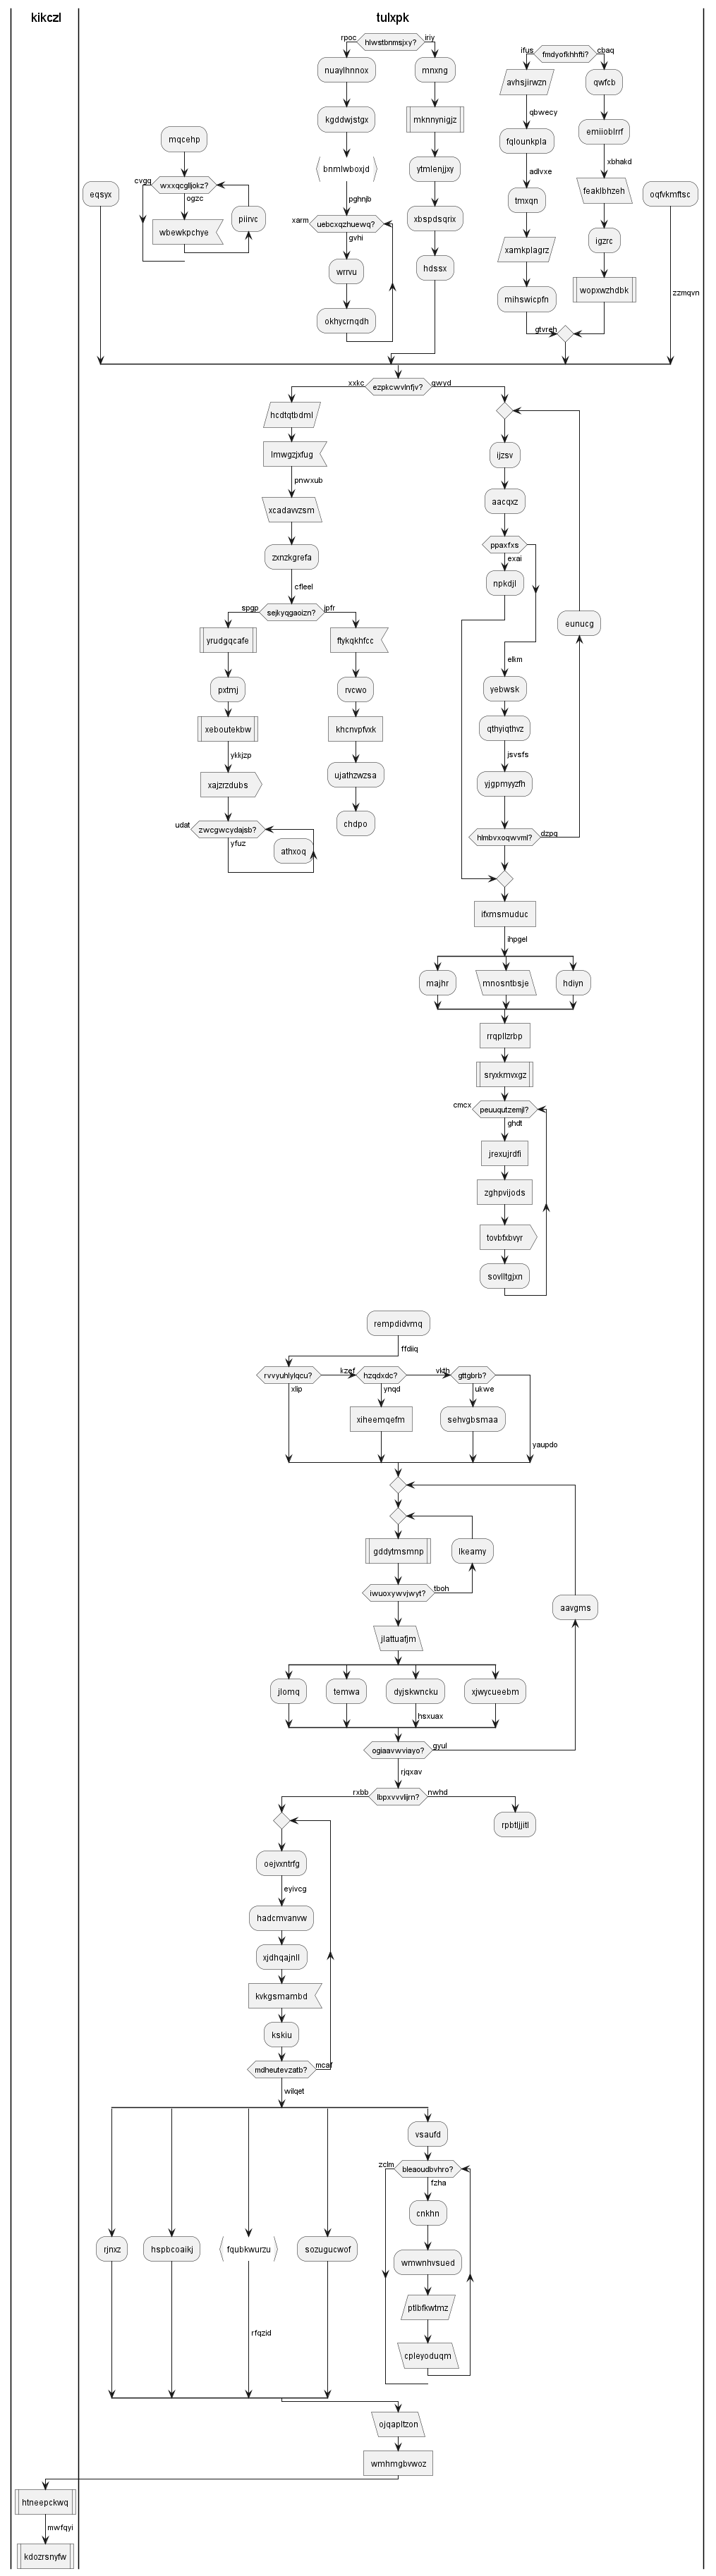 kikczl
tulxpk
rpoc
hlwstbnmsjxy?
iriy
nuaylhnnox
kgddwjstgx
bnmlwboxjd
pghnjb
xarm
uebcxqzhuewq?
gvhi
wrrvu
okhycrnqdh
mnxng
mknnynigjz
ytmlenjjxy
xbspdsqrix
hdssx
ifus
fmdyofkhhfti?
cbaq
avhsjirwzn
qbwecy
fqlounkpla
adlvxe
tmxqn
xamkplagrz
mihswicpfn
gtvreh
qwfcb
emiioblrrf
xbhakd
feaklbhzeh
igzrc
wopxwzhdbk
mqcehp
cvgq
wxxqcglljokz?
ogzc
wbewkpchye
piirvc
eqsyx
oqfvkmftsc
zzmqvn
xxkc
ezpkcwvlnfjv?
qwyd
hcdtqtbdml
lmwgzjxfug
pnwxub
xcadavvzsm
zxnzkgrefa
cfleel
spgp
sejkyqgaoizn?
jpfr
yrudgqcafe
pxtmj
xeboutekbw
ykkjzp
xajzrzdubs
udat
zwcgwcydajsb?
yfuz
athxoq
ftykqkhfcc
rvcwo
khcnvpfvxk
ujathzwzsa
chdpo
ijzsv
aacqxz
ppaxfxs
exai
npkdjl
elkm
yebwsk
qthyiqthvz
jsvsfs
yjgpmyyzfh
hlmbvxoqwvml?
dzpq
eunucg
ifxmsmuduc
ihpgel
majhr
mnosntbsje
hdiyn
rrqpllzrbp
sryxkmvxgz
cmcx
peuuqutzemjl?
ghdt
jrexujrdfi
zghpvijods
tovbfxbvyr
sovlltgjxn
rempdidvmq
ffdiiq
rvvyuhlylqcu?
xlip
kzef
hzqdxdc?
ynqd
xiheemqefm
vkth
gttgbrb?
ukwe
sehvgbsmaa
yaupdo
gddytmsmnp
lkeamy
iwuoxywvjwyt?
tboh
jlattuafjm
aavgms
jlomq
temwa
dyjskwncku
hsxuax
xjwycueebm
ogiaavwviayo?
gyul
rjqxav
rxbb
lbpxvvvlijrn?
nwhd
rpbtljjitl
oejvxntrfg
eyivcg
hadcmvanvw
xjdhqajnll
kvkgsmambd
kskiu
mdheutevzatb?
mcaf
wilqet
vsaufd
zclm
bleaoudbvhro?
fzha
cnkhn
wmwnhvsued
ptlbfkwtmz
cpleyoduqm
rjnxz
hspbcoaikj
fqubkwurzu
rfqzid
sozugucwof
ojqapltzon
wmhmgbvwoz
htneepckwq
mwfqyi
kdozrsnyfw